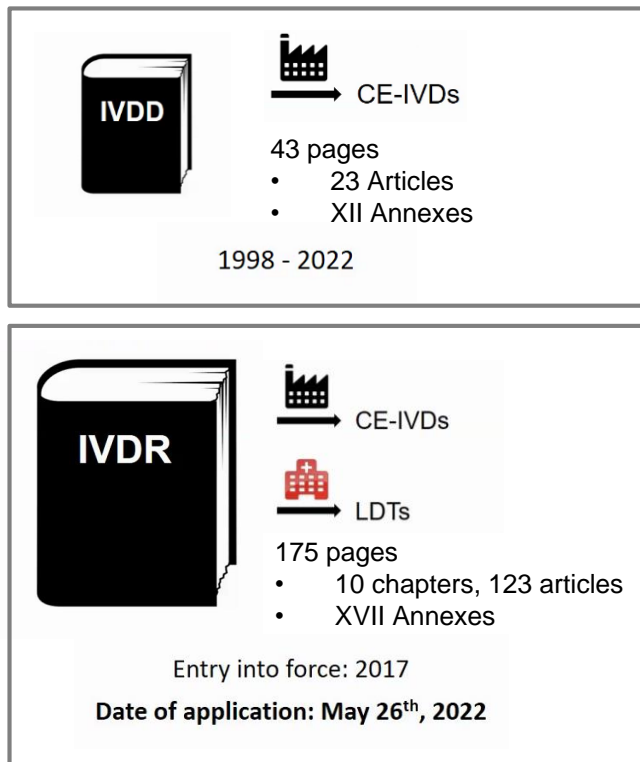 IVDD
CE-IVDs
43 pages
• 23 Articles
• XII Annexes
1998 - 2022
IVDR
CE-IVDs
LDTs
175 pages
• 10 chapters, 123 articles
• XVII Annexes
Entry into force: 2017
Date of application: May 26th, 2022